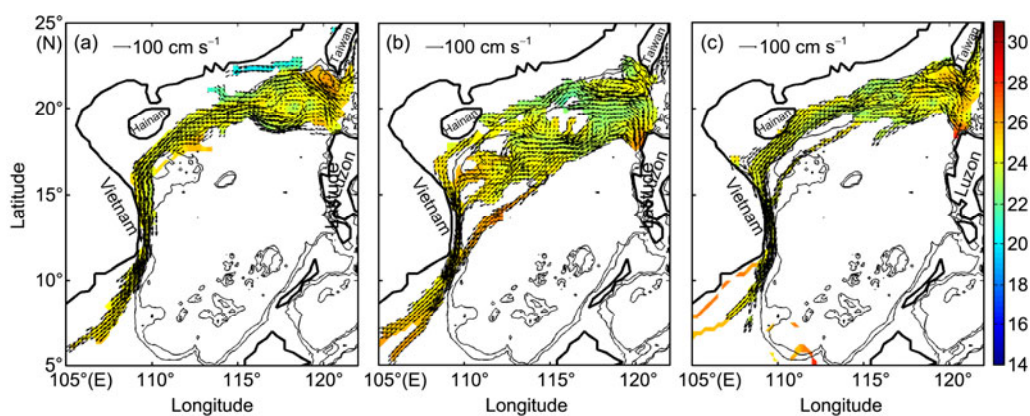 25°
(N)
20°
15°
10°
5°
Latitude
(a)
100 cm s⁻¹
Taiwan
Hainan
Vietnam
Luzon
105°(E)
110°
115°
120°
Longitude
(b)
100 cm s⁻¹
Taiwan
Hainan
Vietnam
Luzon
Latitude
105°(E)
110°
115°
120°
Longitude
(c)
100 cm s⁻¹
Taiwan
Hainan
Vietnam
Luzon
Latitude
105°(E)
110°
115°
120°
Longitude
30
28
26
24
22
20
18
16
14